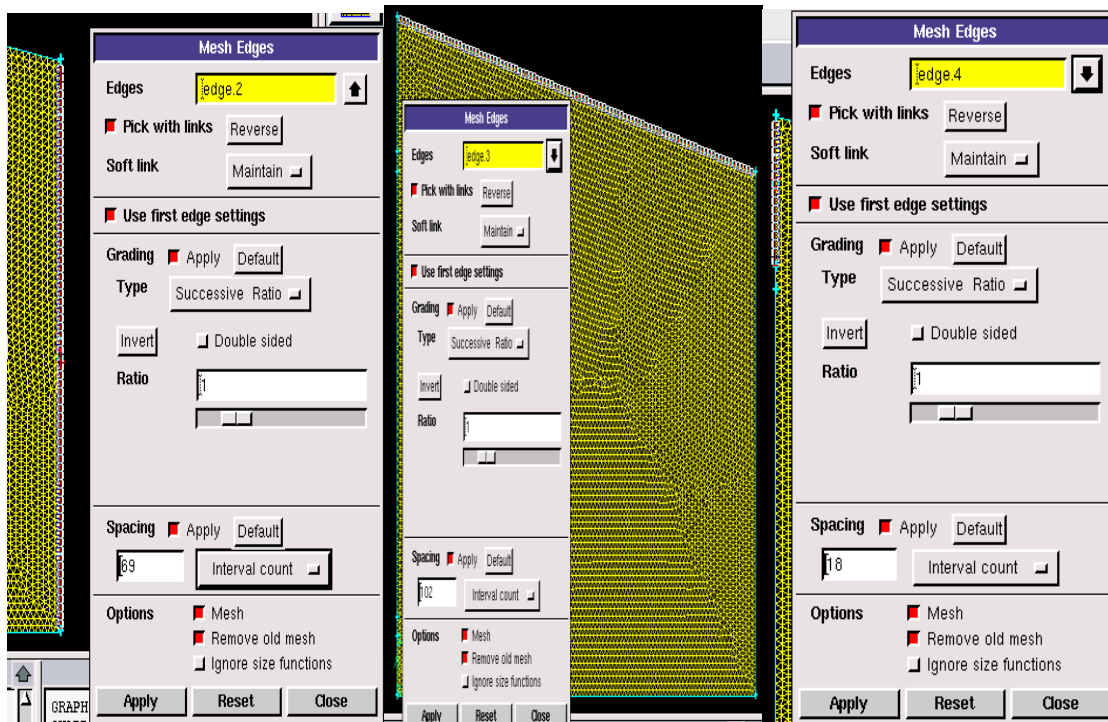 Mesh Edges
Edges edge.2
Pick with links Reverse
Soft link Maintain
Use first edge settings
Grading Apply Default
Type Successive Ratio
Invert Double sided
Ratio 1
Spacing Apply Default
69 Interval count
Options Mesh
Remove old mesh
Ignore size functions
Apply Reset Close
GRAPH
Mesh Edges
Edges edge.3
Pick with links Reverse
Soft link Maintain
Use first edge settings
Grading Apply Default
Type Successive Ratio
Invert Double sided
Ratio 1
Spacing Apply Default
102 Interval count
Options Mesh
Remove old mesh
Ignore size functions
Apply Reset Close
Mesh Edges
Edges edge.4
Pick with links Reverse
Soft link Maintain
Use first edge settings
Grading Apply Default
Type Successive Ratio
Invert Double sided
Ratio 1
Spacing Apply Default
18 Interval count
Options Mesh
Remove old mesh
Ignore size functions
Apply Reset Close